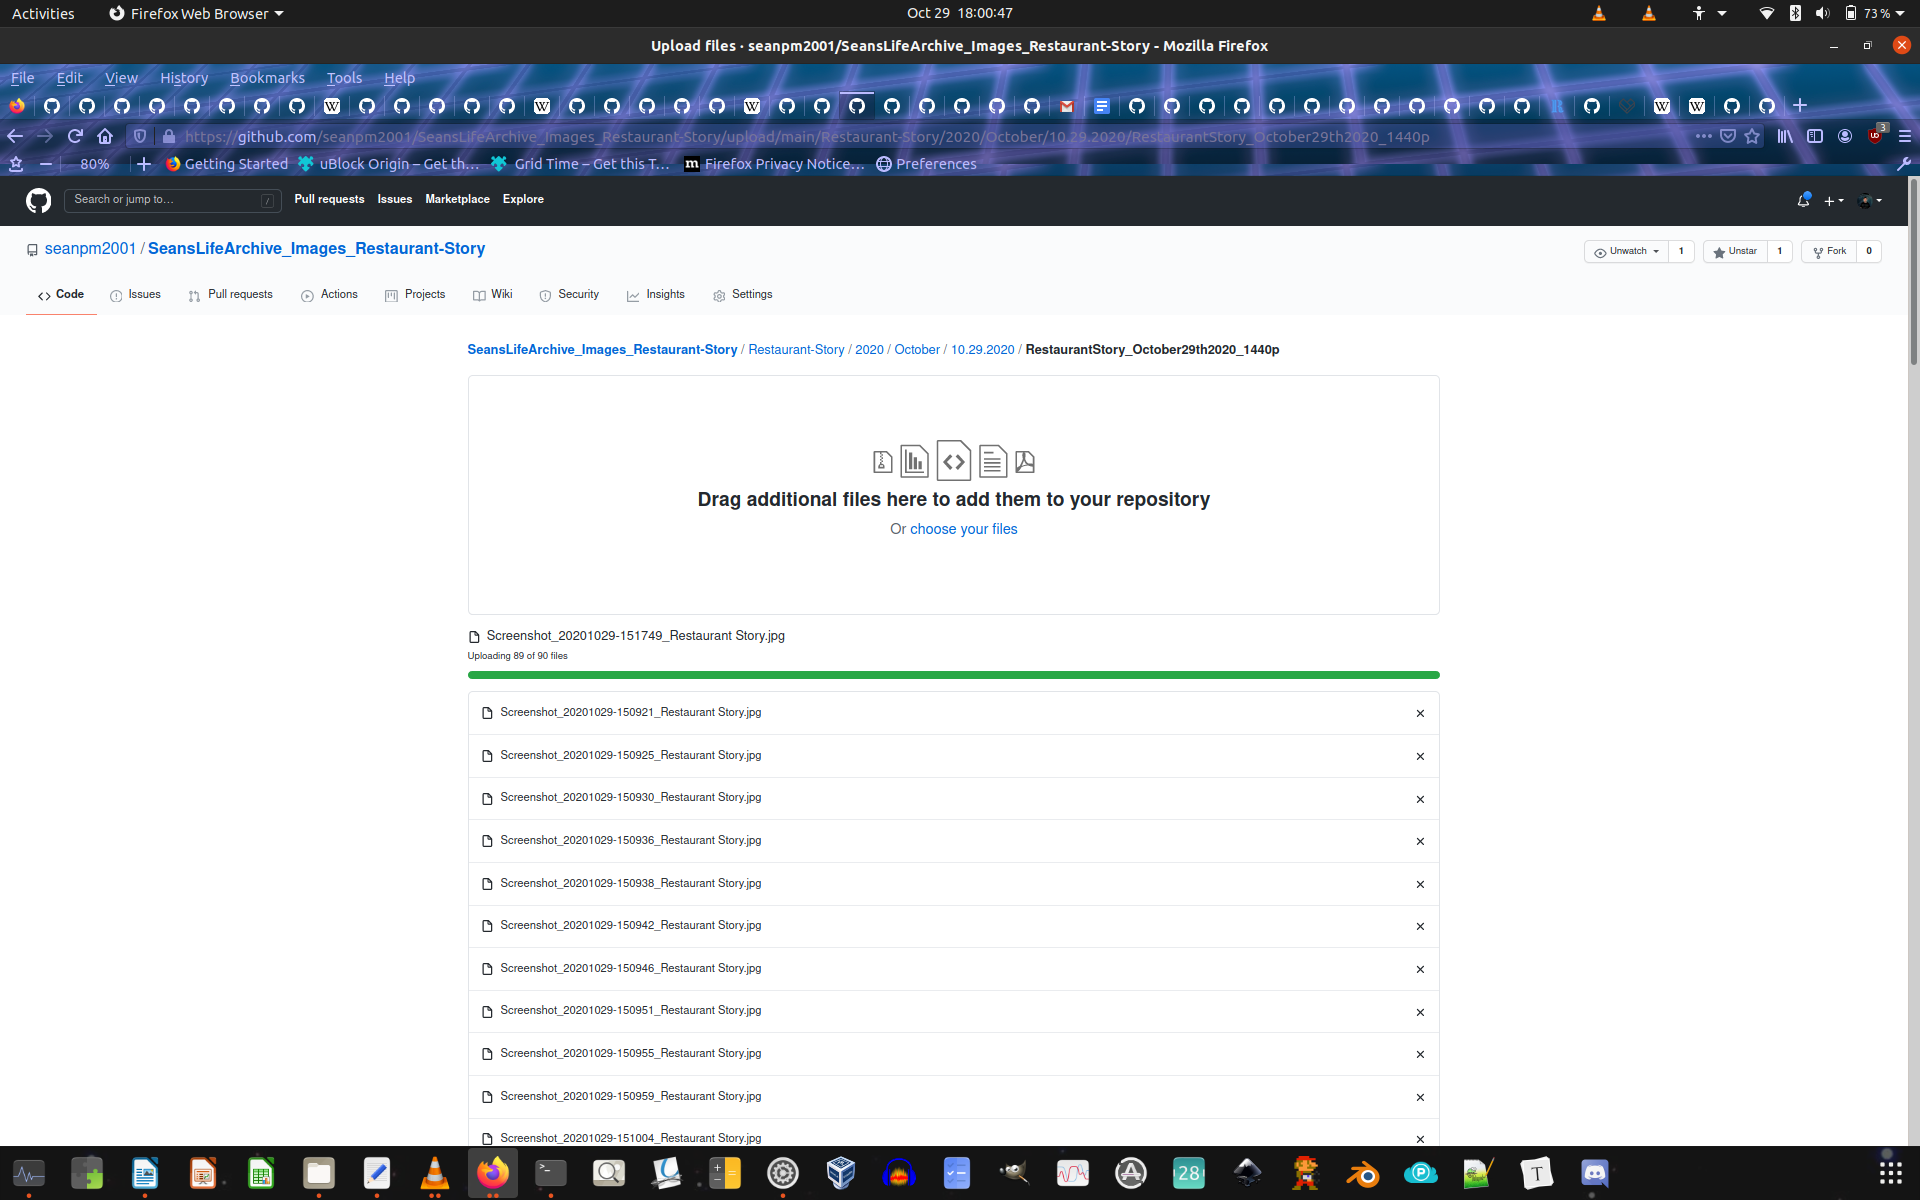 Activities Firefox Web Browser Oct 29 18:00:47 73 %
Upload files · seanpm2001/SeansLifeArchive_Images_Restaurant-Story - Mozilla Firefox
File Edit View History Bookmarks Tools Help
https://github.com/seanpm2001/SeansLifeArchive_Images_Restaurant-Story/upload/main/Restaurant-Story/2020/October/10.29.2020/RestaurantStory_October29th2020_1440p 3
80% Getting Started uBlock Origin – Get th… Grid Time – Get this T… m Firefox Privacy Notice… Preferences
Search or jump to… / Pull requests Issues Marketplace Explore
seanpm2001 / SeansLifeArchive_Images_Restaurant-Story Unwatch 1 Unstar 1 Fork 0
Code Issues Pull requests Actions Projects Wiki Security Insights Settings
SeansLifeArchive_Images_Restaurant-Story / Restaurant-Story / 2020 / October / 10.29.2020 / RestaurantStory_October29th2020_1440p
Drag additional files here to add them to your repository
Or choose your files
Screenshot_20201029-151749_Restaurant Story.jpg
Uploading 89 of 90 files
Screenshot_20201029-150921_Restaurant Story.jpg
Screenshot_20201029-150925_Restaurant Story.jpg
Screenshot_20201029-150930_Restaurant Story.jpg
Screenshot_20201029-150936_Restaurant Story.jpg
Screenshot_20201029-150938_Restaurant Story.jpg
Screenshot_20201029-150942_Restaurant Story.jpg
Screenshot_20201029-150946_Restaurant Story.jpg
Screenshot_20201029-150951_Restaurant Story.jpg
Screenshot_20201029-150955_Restaurant Story.jpg
Screenshot_20201029-150959_Restaurant Story.jpg
Screenshot_20201029-151004_Restaurant Story.jpg
28